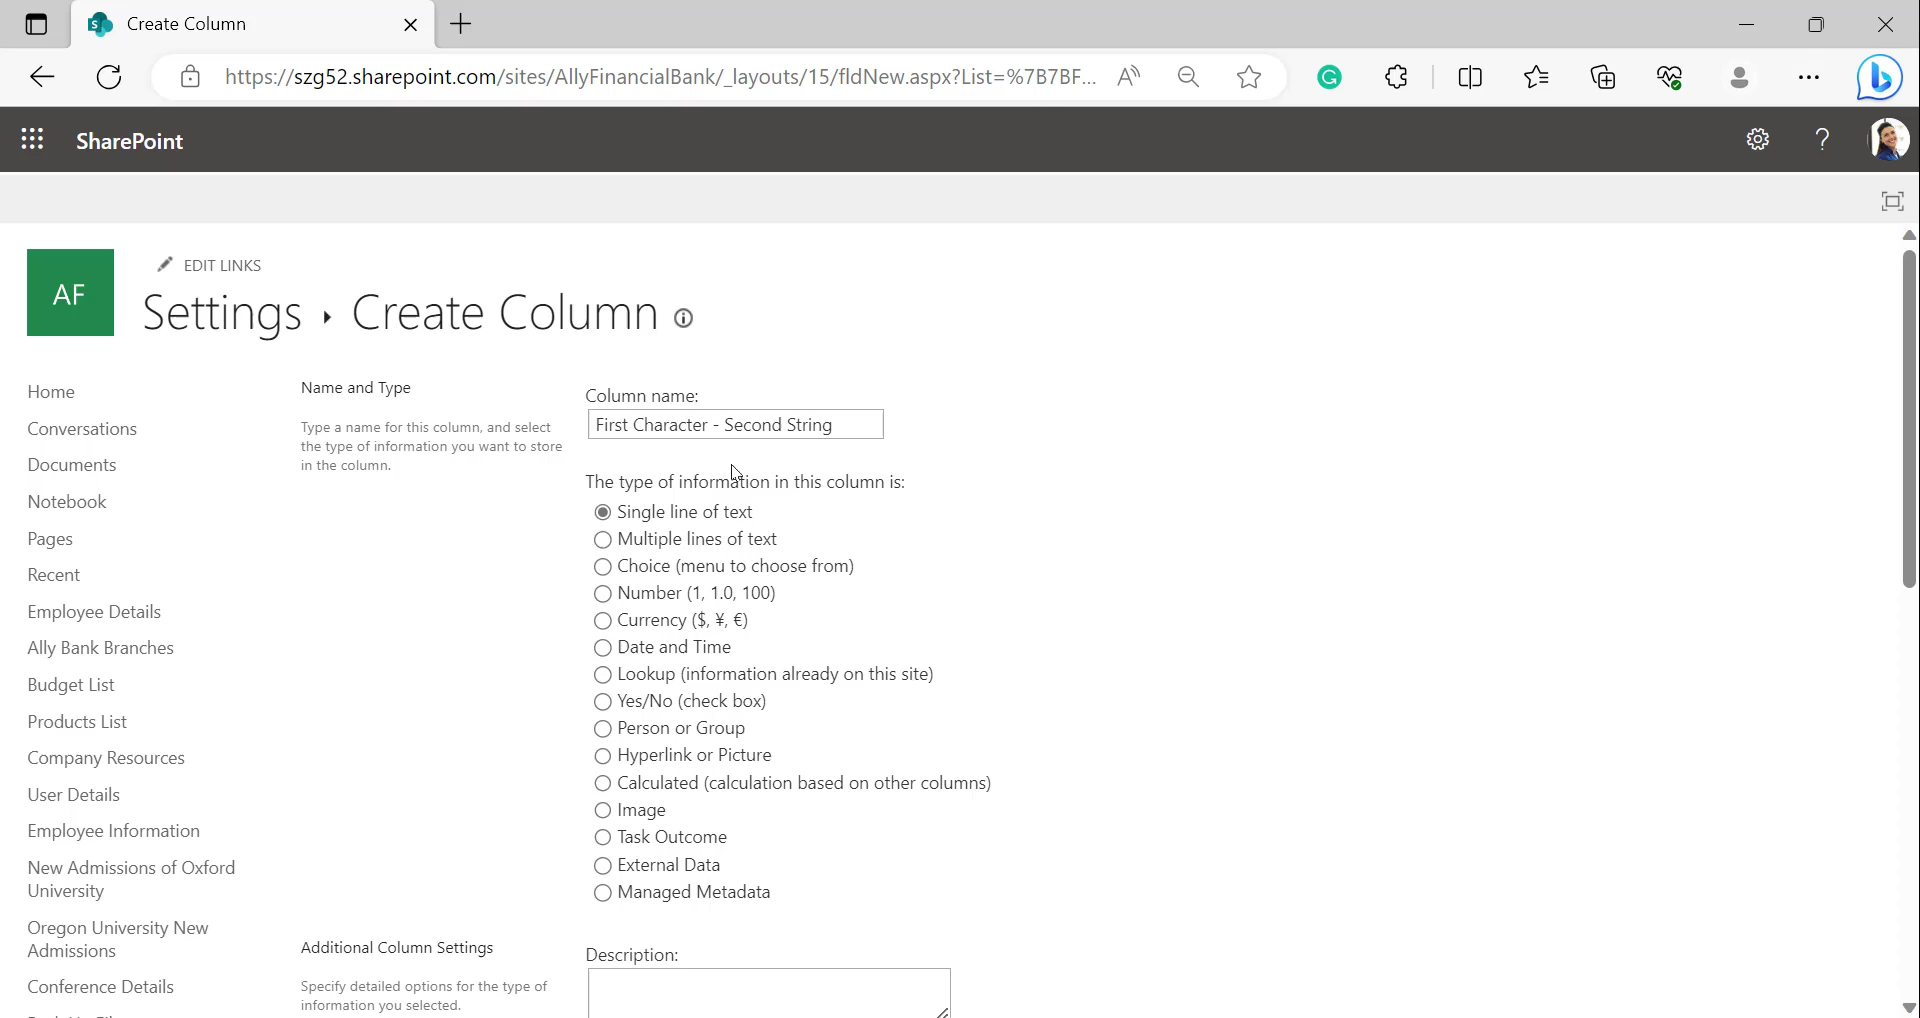 Create Column
https://szg52.sharepoint.com/sites/AllyFinancialBank/_layouts/15/fldNew.aspx?List=%7B7BF...
SharePoint
AF
EDIT LINKS
Settings ▸ Create Column
Home
Conversations
Documents
Notebook
Pages
Recent
Employee Details
Ally Bank Branches
Budget List
Products List
Company Resources
User Details
Employee Information
New Admissions of Oxford
University
Oregon University New
Admissions
Conference Details
Name and Type
Type a name for this column, and select
the type of information you want to store
in the column.
Column name:
First Character - Second String
The type of information in this column is:
Single line of text
Multiple lines of text
Choice (menu to choose from)
Number (1, 1.0, 100)
Currency ($, ¥, €)
Date and Time
Lookup (information already on this site)
Yes/No (check box)
Person or Group
Hyperlink or Picture
Calculated (calculation based on other columns)
Image
Task Outcome
External Data
Managed Metadata
Additional Column Settings
Specify detailed options for the type of
information you selected.
Description: